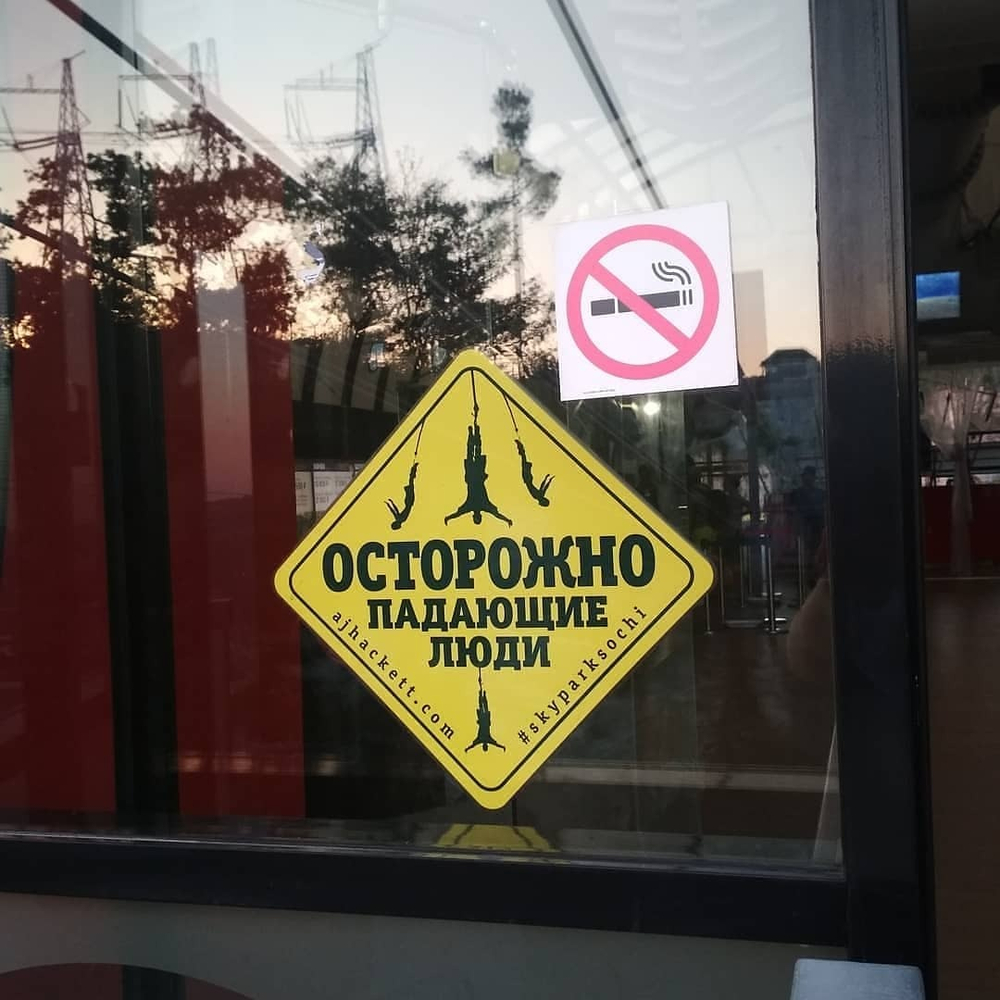 ОСТОРОЖНО
ПАДАЮЩИЕ
ЛЮДИ
ajhackett.com
#skyparksochi